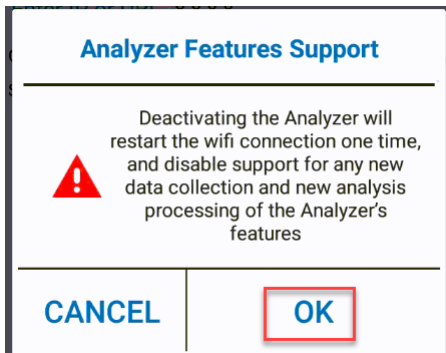 Analyzer Features Support
Deactivating the Analyzer will
restart the wifi connection one time,
and disable support for any new
data collection and new analysis
processing of the Analyzer's
features
CANCEL
OK